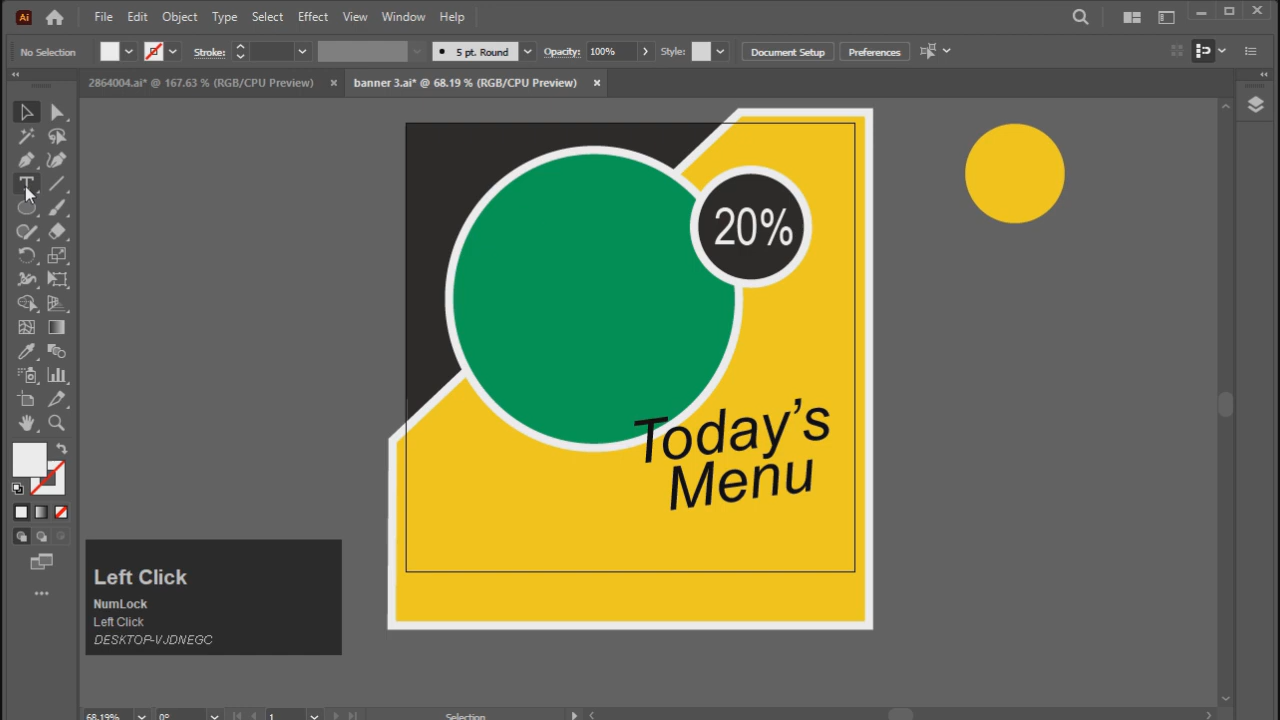 Ai File Edit Object Type Select Effect View Window Help
No Selection Stroke: 5 pt. Round Opacity: 100% Style: Document Setup Preferences
2864004.ai* @ 167.63 % (RGB/CPU Preview) × banner 3.ai* @ 68.19 % (RGB/CPU Preview) ×
20%
Today's
Menu
Left Click
NumLock
Left Click
DESKTOP-VJDNEGC
68.19% 0° 1 Selection